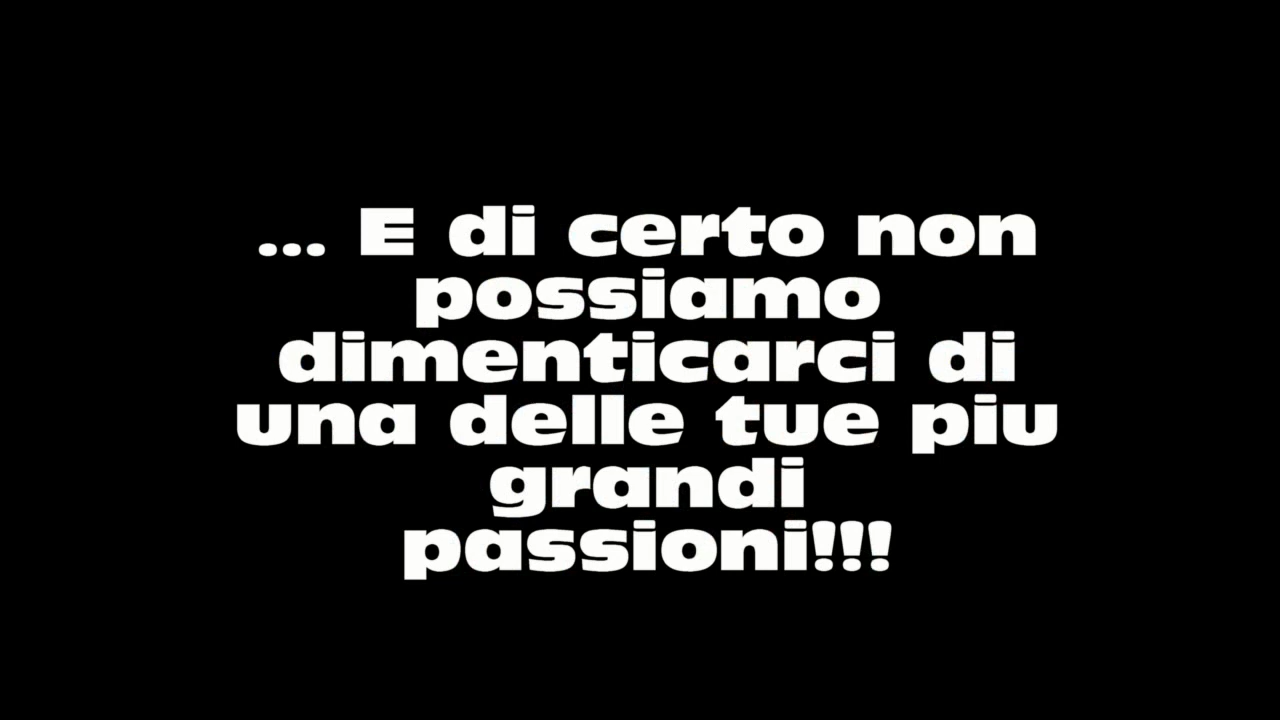 ... E di certo non
possiamo
dimenticarci di
una delle tue piu
grandi
passioni!!!